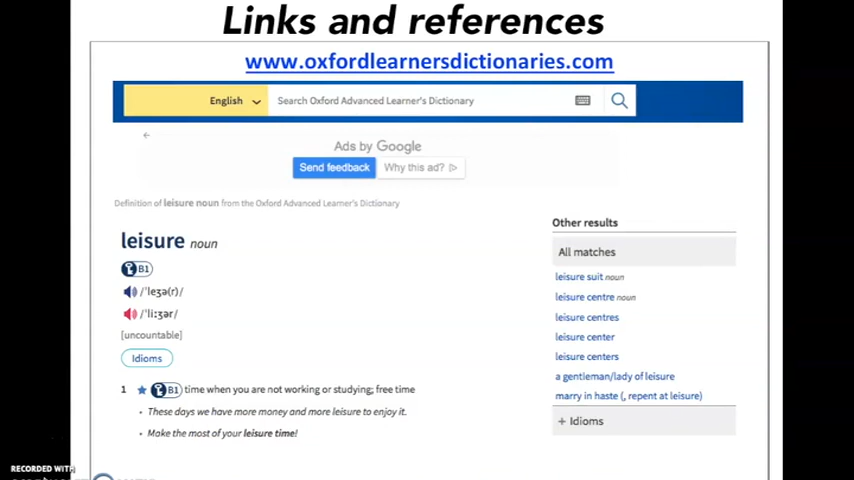 Links and references
www.oxfordlearnersdictionaries.com
English
Search Oxford Advanced Learner's Dictionary
Ads by Google
Send feedback
Why this ad?
Definition of leisure noun from the Oxford Advanced Learner's Dictionary
leisure noun
B1
/ˈleʒə(r)/
/ˈliːʒər/
[uncountable]
Idioms
1 B1 time when you are not working or studying; free time
• These days we have more money and more leisure to enjoy it.
• Make the most of your leisure time!
Other results
All matches
leisure suit noun
leisure centre noun
leisure centres
leisure center
leisure centers
a gentleman/lady of leisure
marry in haste (, repent at leisure)
+ Idioms
RECORDED WITH